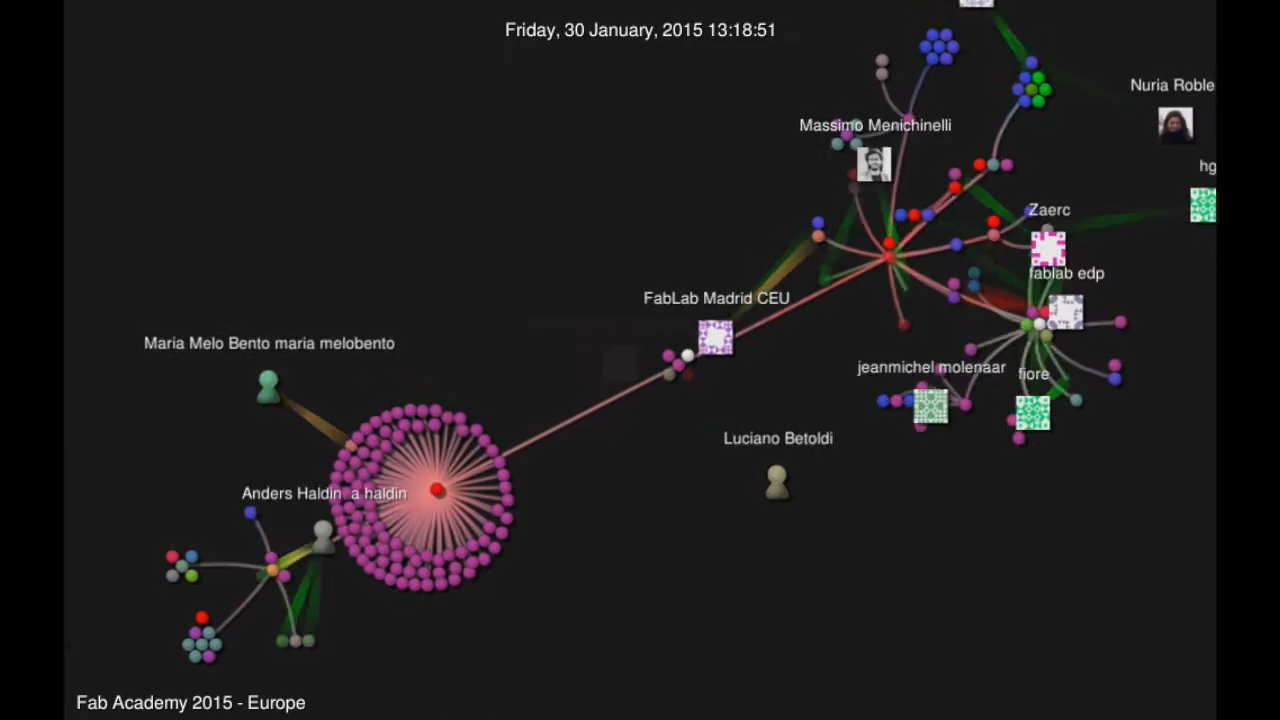 Friday, 30 January, 2015 13:18:51
Nuria Roble
Massimo Menichinelli
hg
Zaerc
fablab edp
FabLab Madrid CEU
Maria Melo Bento maria melobento
jeanmichel molenaar
fiore
Luciano Betoldi
Anders Haldin  a haldin
Fab Academy 2015 - Europe